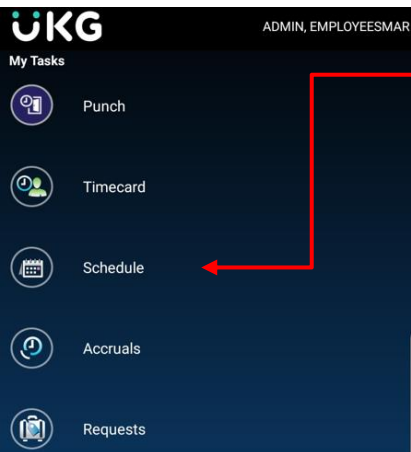 UKG
ADMIN, EMPLOYEESMAR
My Tasks
Punch
Timecard
Schedule
Accruals
Requests